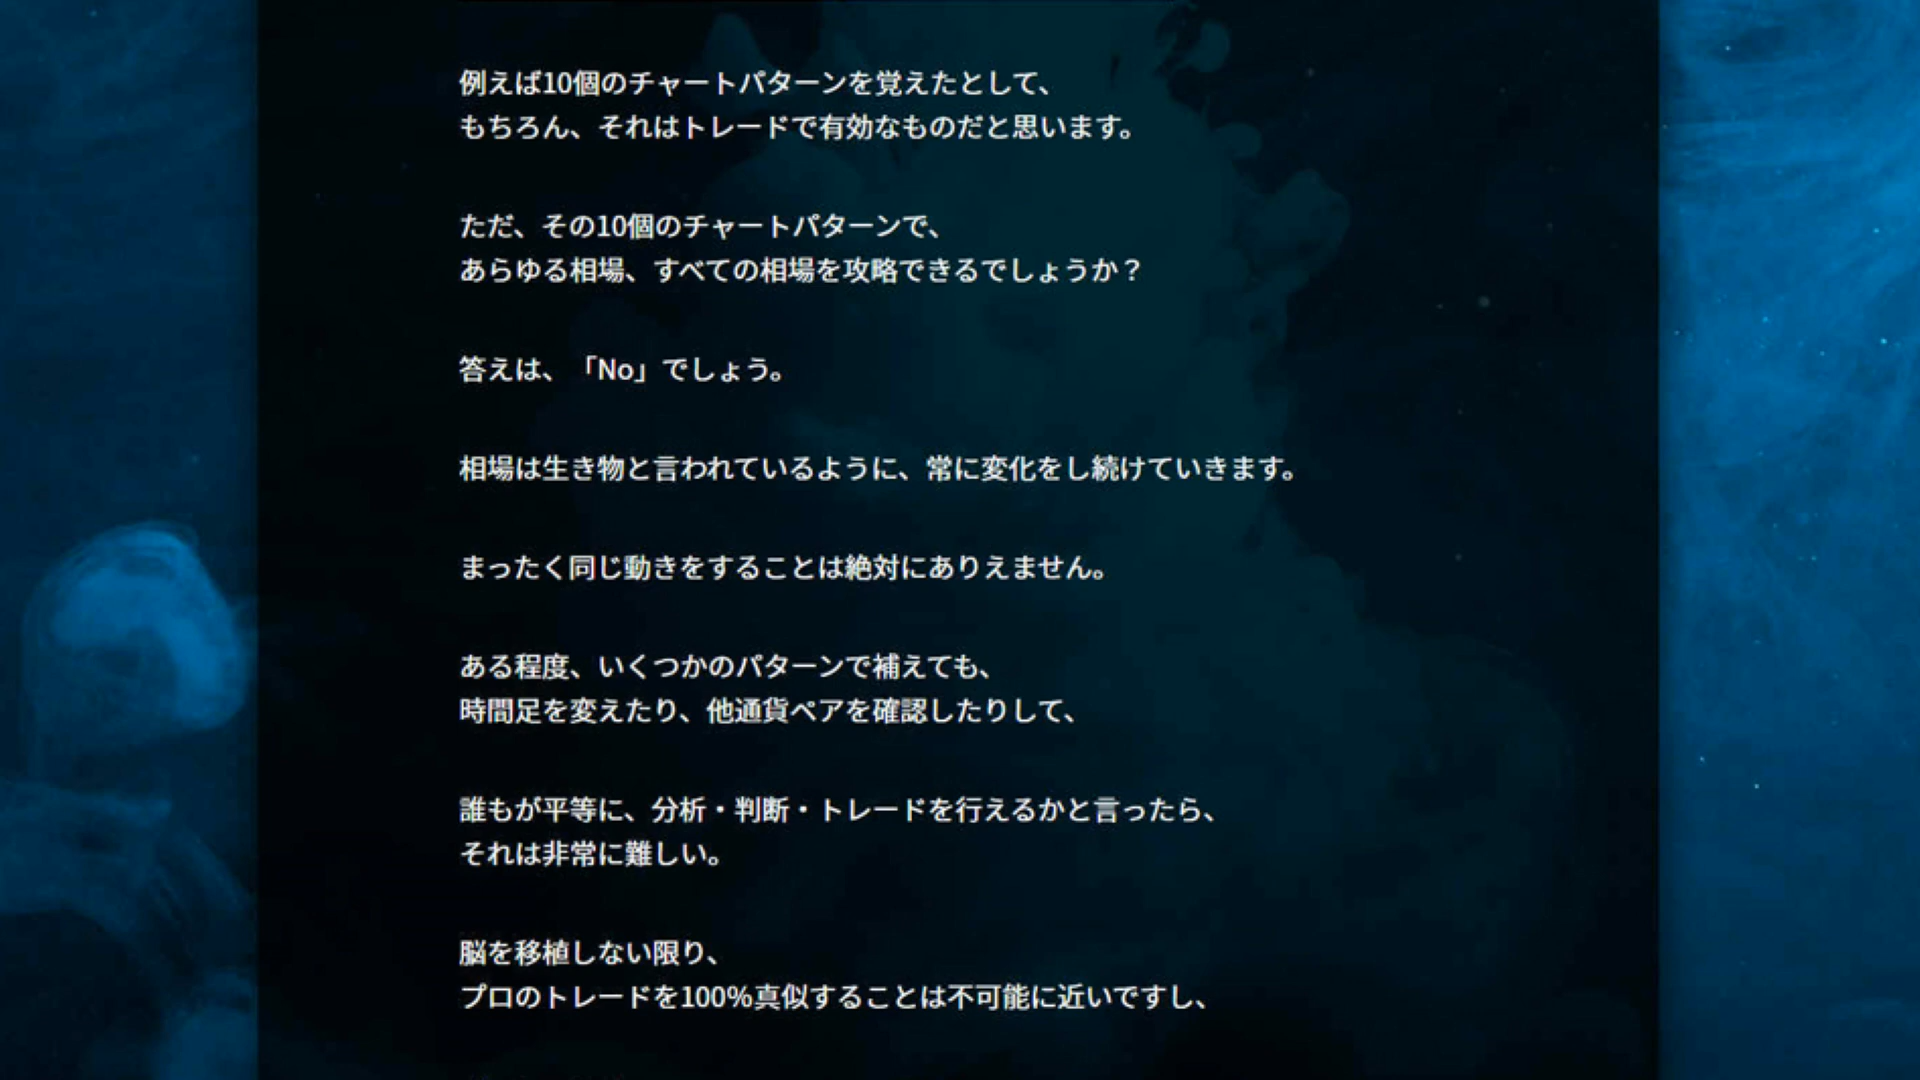 例えば10個のチャートパターンを覚えたとして、
もちろん、それはトレードで有効なものだと思います。
ただ、その10個のチャートパターンで、
あらゆる相場、すべての相場を攻略できるでしょうか？
答えは、「No」でしょう。
相場は生き物と言われているように、常に変化をし続けていきます。
まったく同じ動きをすることは絶対にありえません。
ある程度、いくつかのパターンで補えても、
時間足を変えたり、他通貨ペアを確認したりして、
誰もが平等に、分析・判断・トレードを行えるかと言ったら、
それは非常に難しい。
脳を移植しない限り、
プロのトレードを100%真似することは不可能に近いですし、